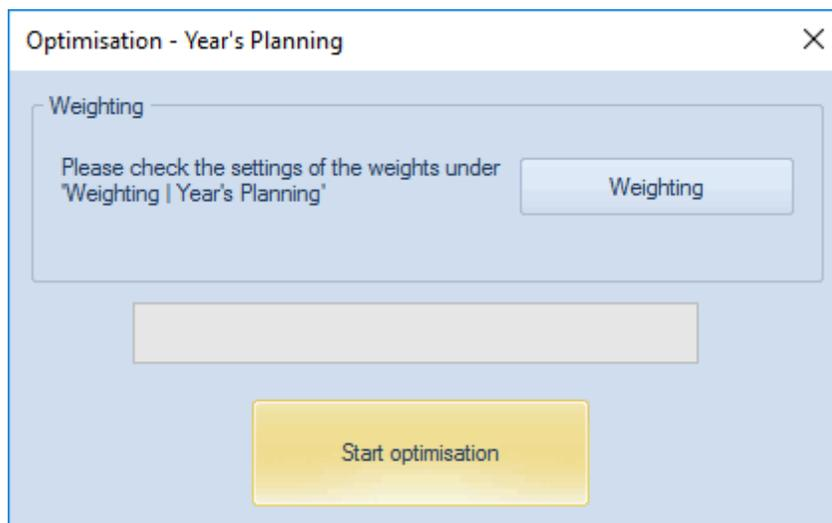 Optimisation - Year's Planning
Weighting
Please check the settings of the weights under
'Weighting | Year's Planning'
Weighting
Start optimisation